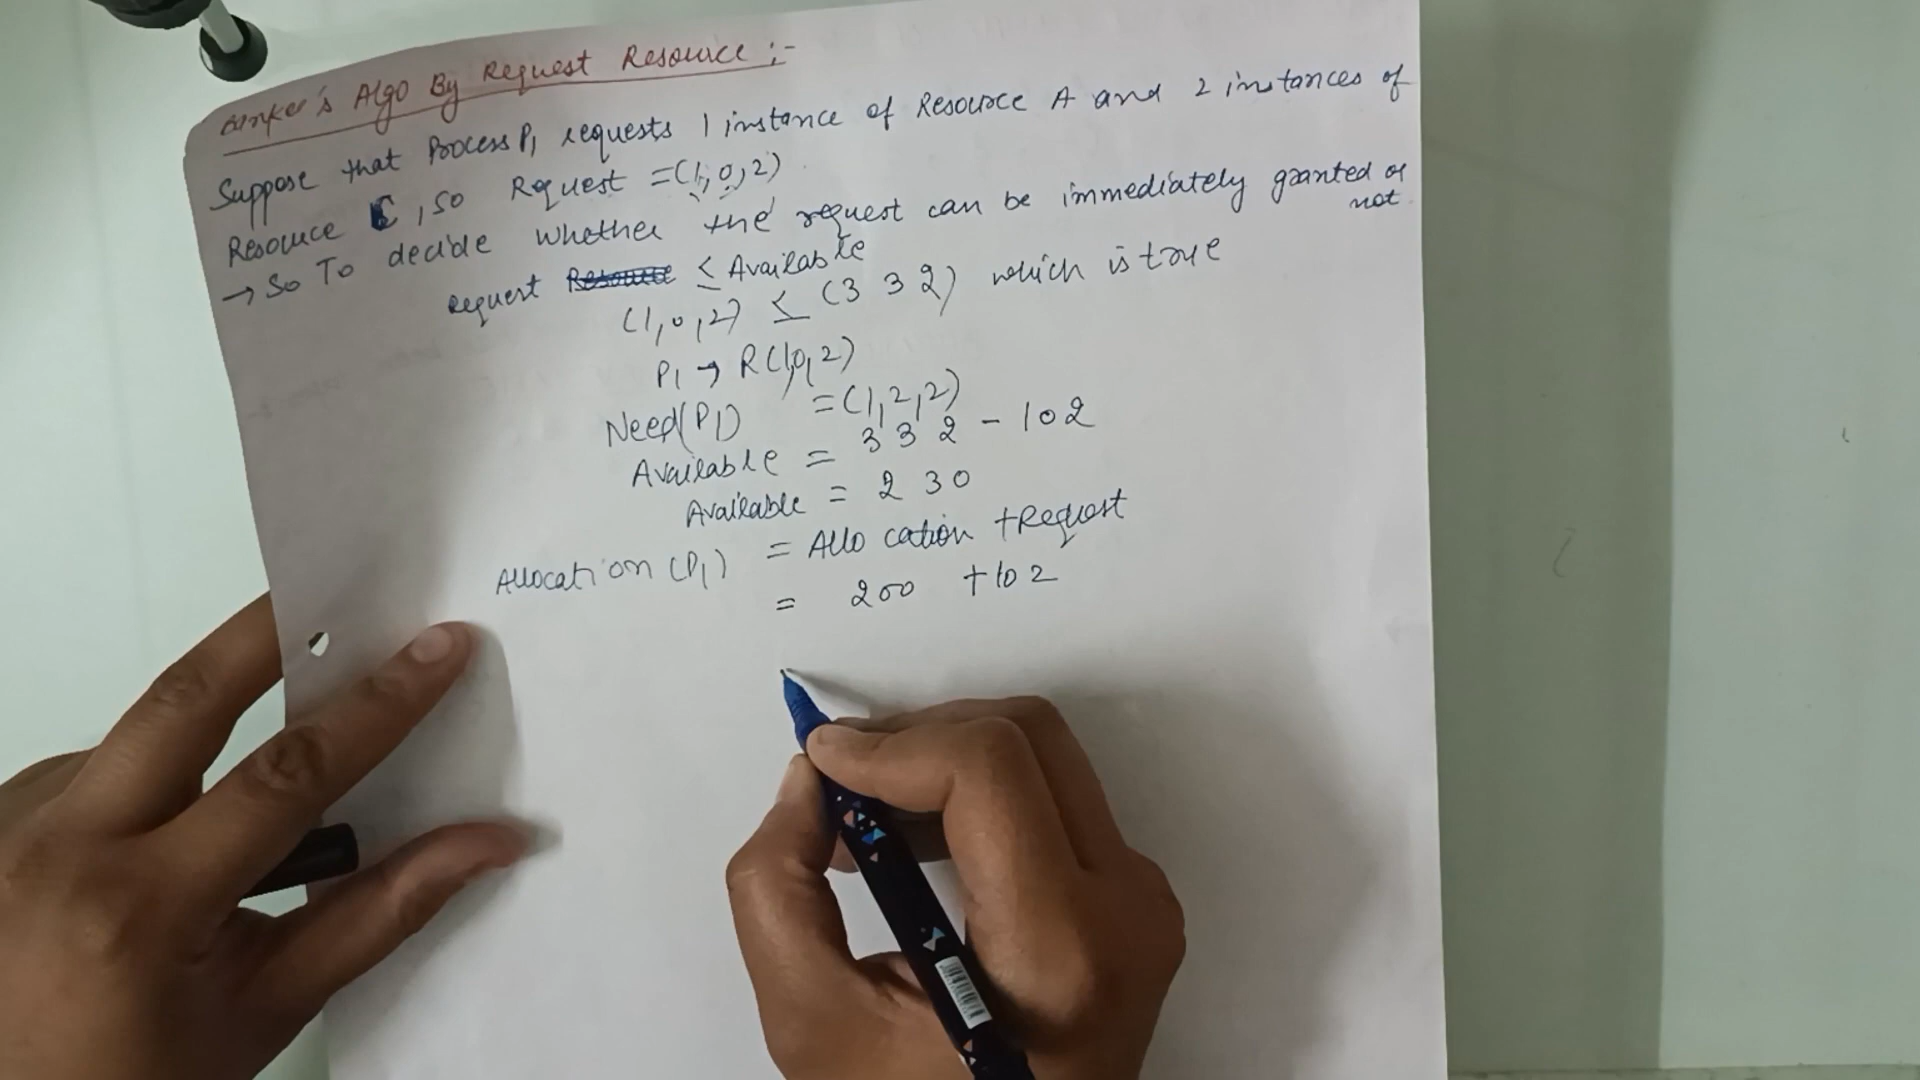 Banker's Algo By Request Resource :-
Suppose that Process P1 requests 1 instance of Resource A and 2 instances of
Resource C, so Request = (1, 0, 2)
→ So To decide whether the request can be immediately granted or not
Request Resource ≤ Available
(1, 0, 2) ≤ (3 3 2) which is true
P1 → R(1,0,2)
Need(P1) = (1, 2, 2)
Available = 3 3 2 - 1 0 2
Available = 2 3 0
Allocation (P1) = Allocation + Request
= 200 + 102